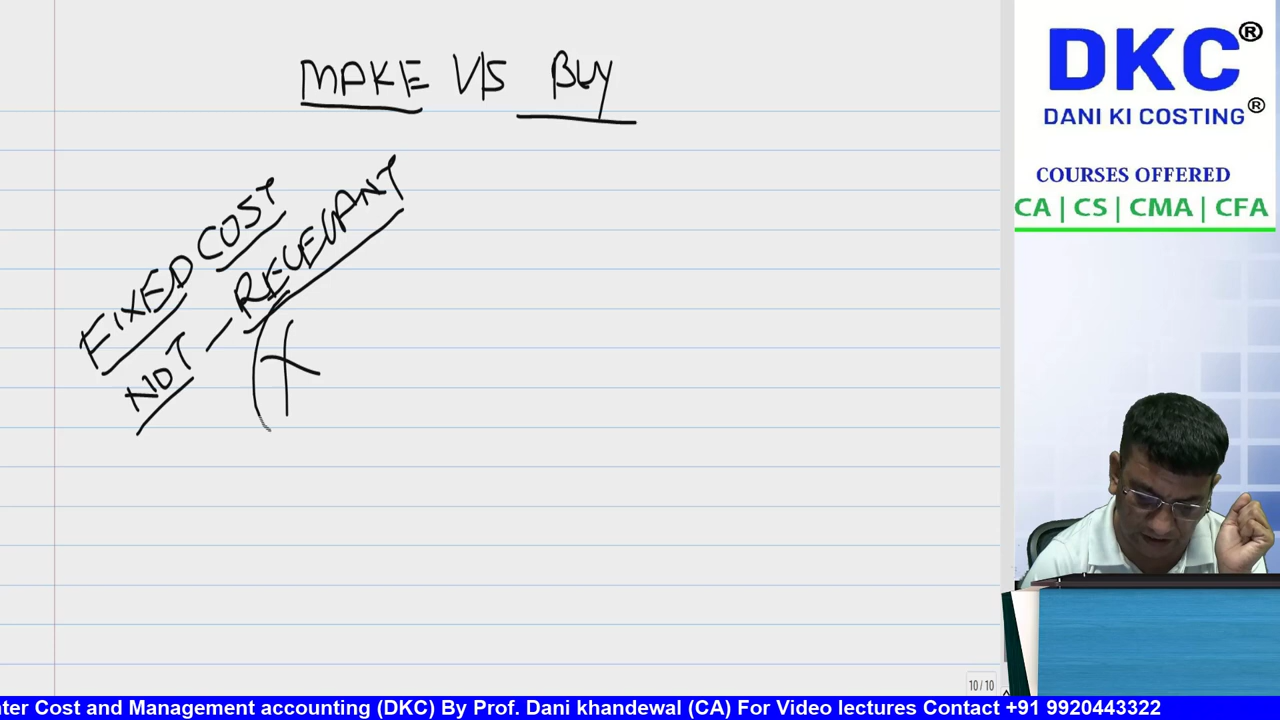 MAKE V/S BUY
FIXED COST
NOT - RELEVANT
(X
10/10
DKC®
DANI KI COSTING®
COURSES OFFERED
CA | CS | CMA | CFA
nter Cost and Management accounting (DKC) By Prof. Dani khandewal (CA) For Video lectures Contact +91 9920443322